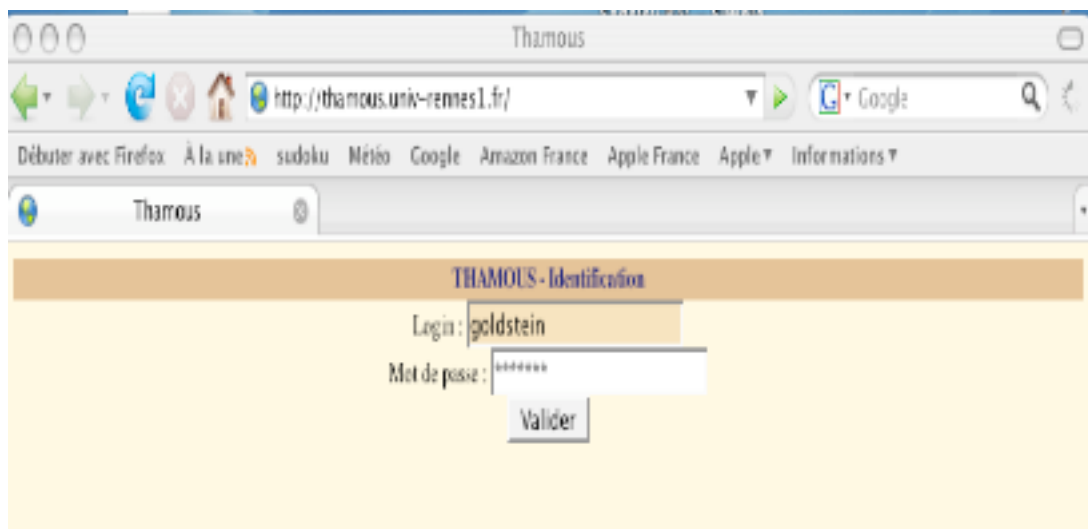 Thamous
http://thamous.univ-rennes1.fr/
Google
Débuter avec Firefox À la une sudoku Météo Google Amazon France Apple France Apple Informations
Thamous
THAMOUS - Identification
Login : goldstein
Mot de passe : *******
Valider